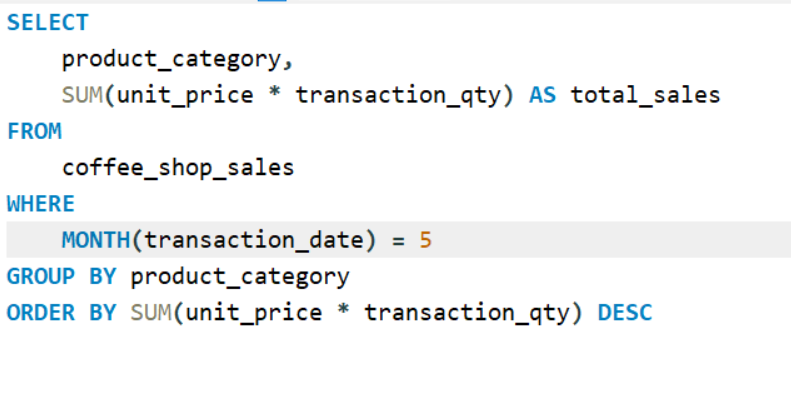 SELECT
    product_category,
    SUM(unit_price * transaction_qty) AS total_sales
FROM
    coffee_shop_sales
WHERE
    MONTH(transaction_date) = 5
GROUP BY product_category
ORDER BY SUM(unit_price * transaction_qty) DESC